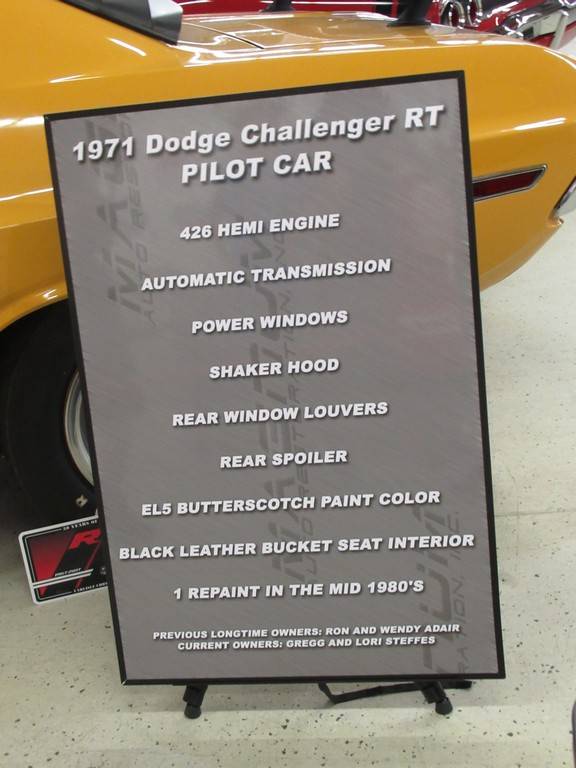 1971 Dodge Challenger RT
PILOT CAR
426 HEMI ENGINE
AUTOMATIC TRANSMISSION
POWER WINDOWS
SHAKER HOOD
REAR WINDOW LOUVERS
REAR SPOILER
EL5 BUTTERSCOTCH PAINT COLOR
BLACK LEATHER BUCKET SEAT INTERIOR
1 REPAINT IN THE MID 1980'S
PREVIOUS LONGTIME OWNERS: RON AND WENDY ADAIR
CURRENT OWNERS: GREGG AND LORI STEFFES